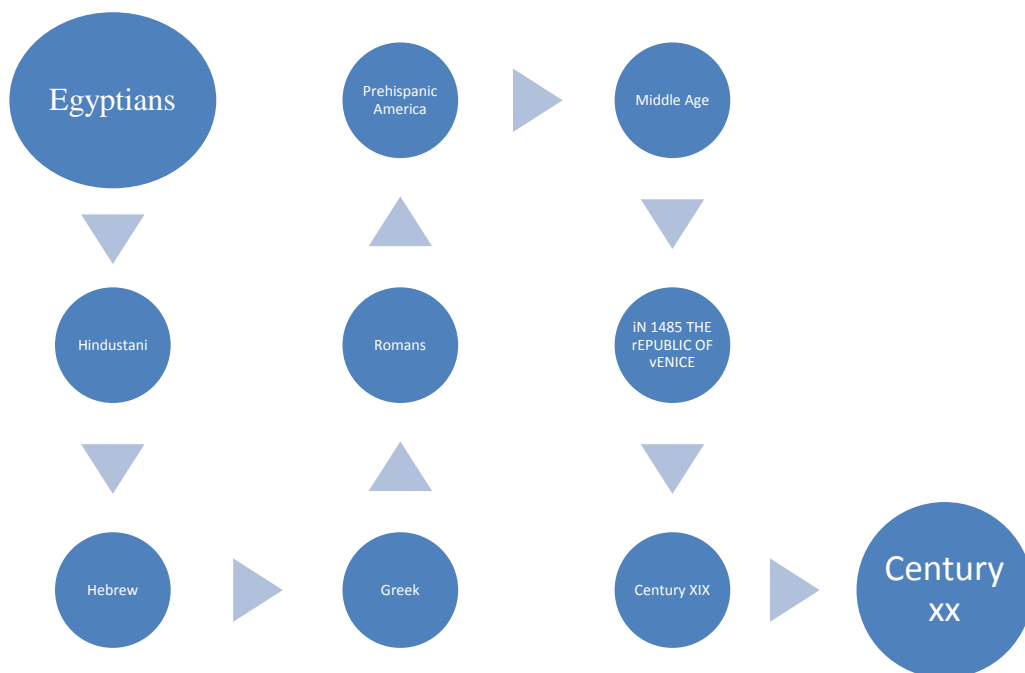 Egyptians
Hindustani
Hebrew
Greek
Romans
Prehispanic
America
Middle Age
iN 1485 THE
rEPUBLIC OF
vENICE
Century XIX
Century
xx